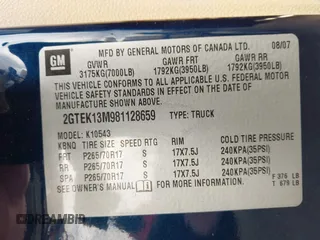 GM
MFD BY GENERAL MOTORS OF CANADA LTD. 08/07
GVWR GAWR FRT GAWR RR
3175KG(7000LB) 1792KG(3950LB) 1792KG(3950LB)
THIS VEHICLE CONFORMS TO ALL APPLICABLE U.S. FEDERAL MOTOR
VEHICLE SAFETY STANDARDS IN EFFECT ON THE DATE OF
MANUFACTURE SHOWN ABOVE.
2GTEK13M981128659 TYPE: TRUCK
MODEL: K10543
KBNQ TIRE SIZE SPEED RTG RIM COLD TIRE PRESSURE
FRT P265/70R17 S 17X7.5J 240KPA(35PSI)
RR P265/70R17 S 17X7.5J 240KPA(35PSI)
SPA P265/70R17 S 17X7.5J 240KPA(35PSI)
SEE OWNER'S MANUAL FOR MORE INFORMATION.
F 876 LB
T 879 LB
© IDREAMBIR